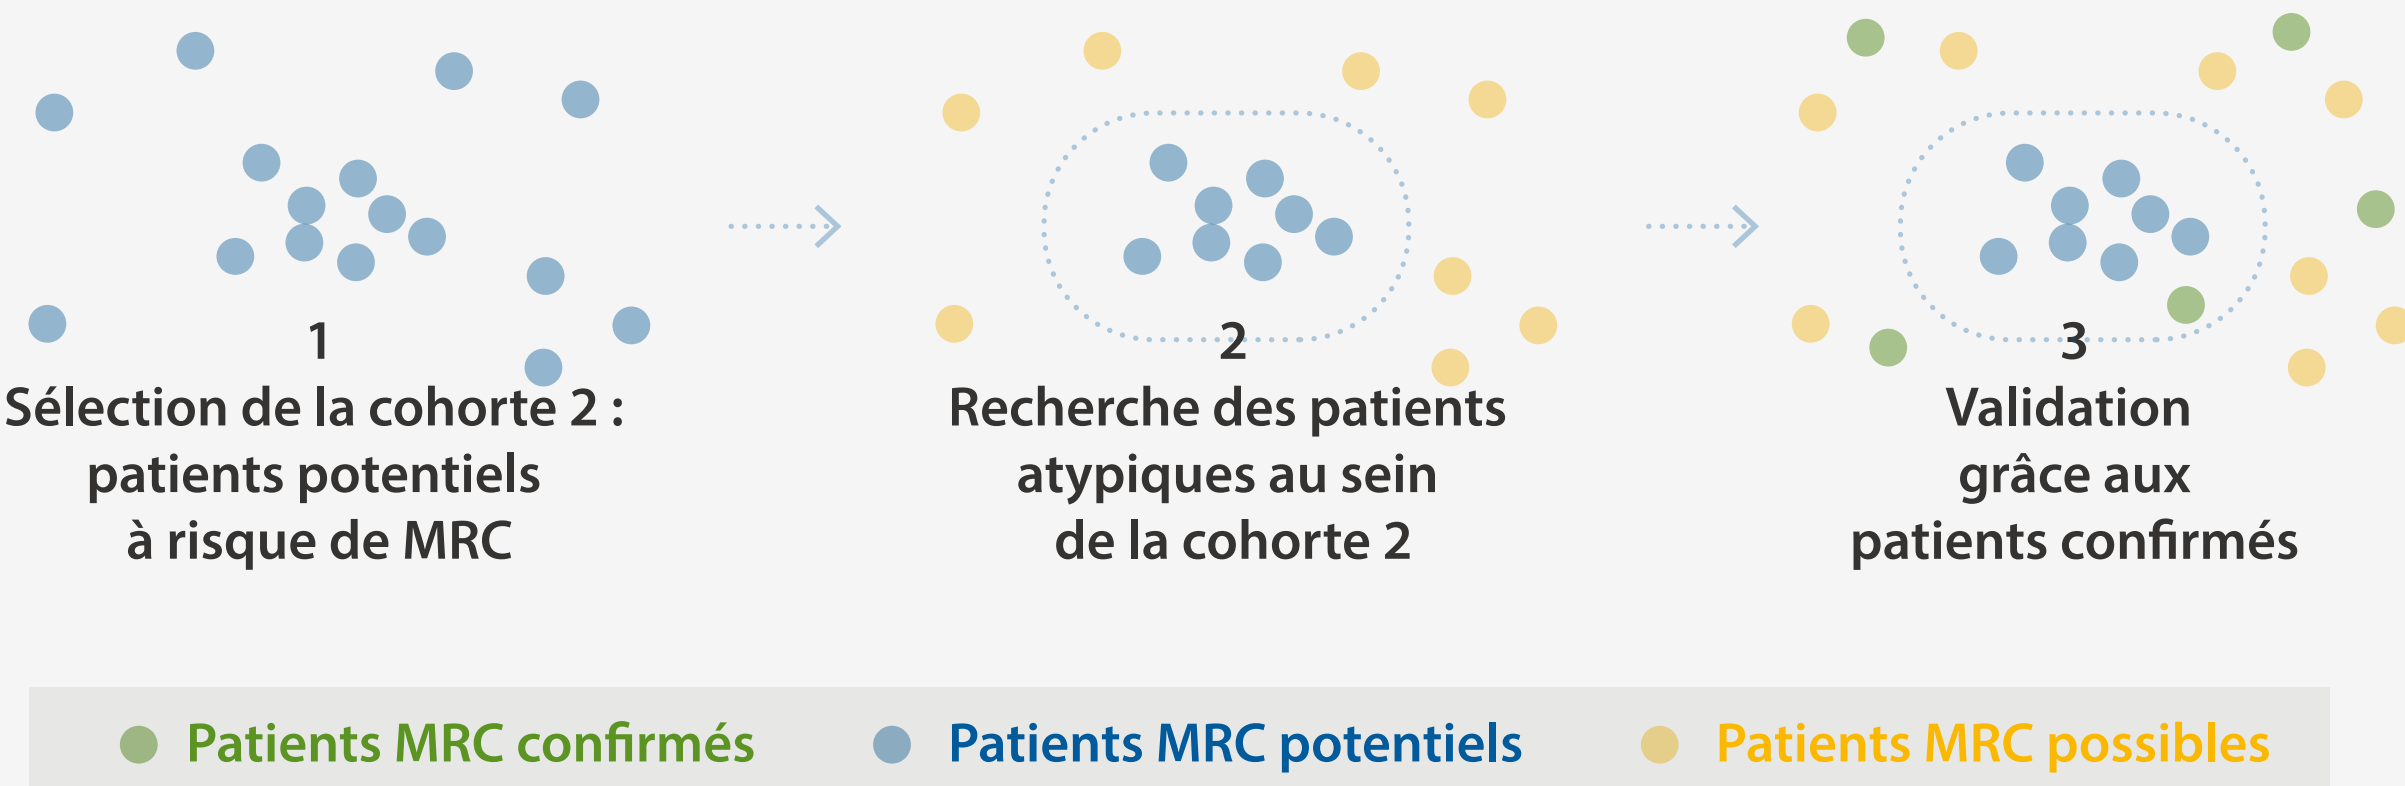 1
Sélection de la cohorte 2 :
patients potentiels
à risque de MRC
2
Recherche des patients
atypiques au sein
de la cohorte 2
3
Validation
grâce aux
patients confirmés
Patients MRC confirmés
Patients MRC potentiels
Patients MRC possibles